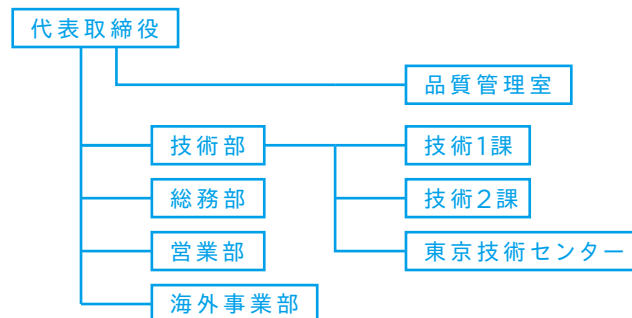 代表取締役
品質管理室
技術部
技術1課
総務部
技術2課
営業部
東京技術センター
海外事業部